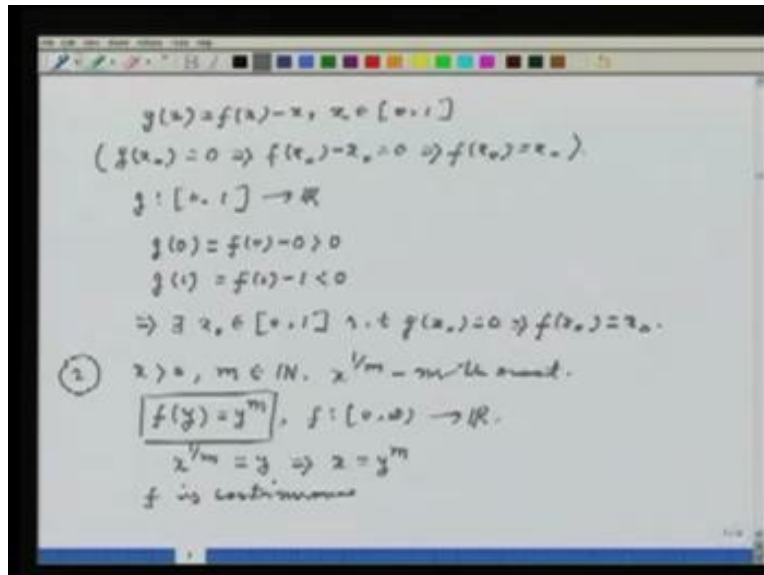 g(x) = f(x) - x, x ∈ [0,1]
(g(x₀) = 0 ⇒ f(x₀) - x₀ = 0 ⇒ f(x₀) = x₀).
g : [0,1] → ℝ
g(0) = f(0) - 0 > 0
g(1) = f(1) - 1 < 0
⇒ ∃ x₀ ∈ [0,1] s.t g(x₀) = 0 ⇒ f(x₀) = x₀.
② x > 0, m ∈ ℕ. x^{1/m} - m'th root.
f(y) = y^m, f : [0,∞) → ℝ.
x^{1/m} = y ⇒ x = y^m
f is continuous